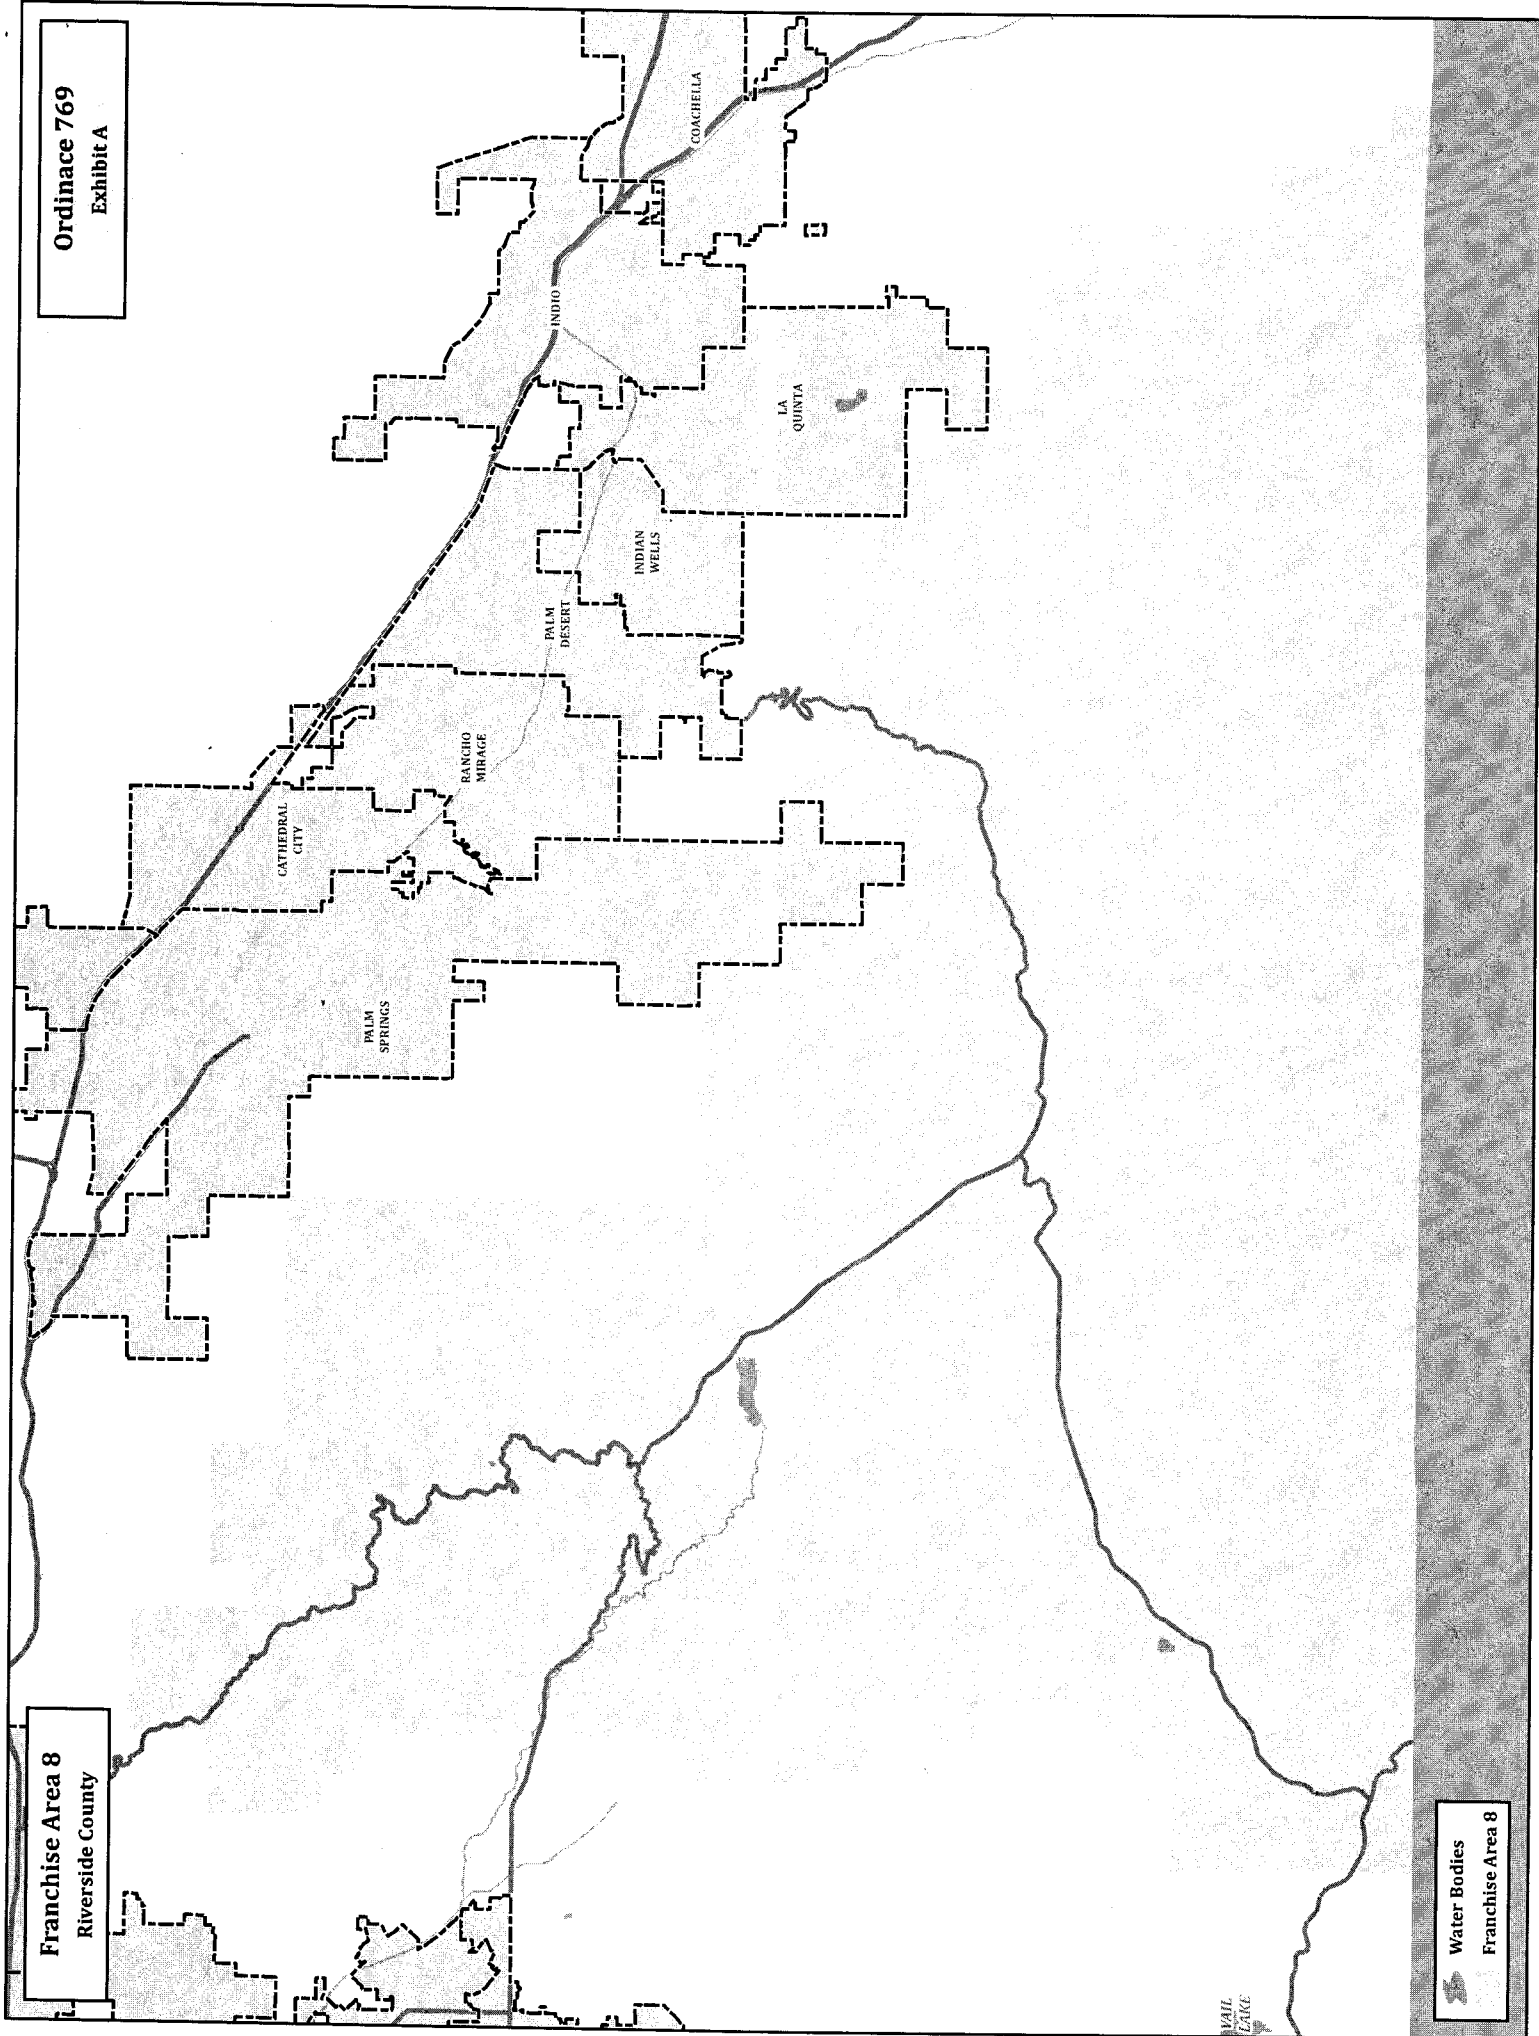 Franchise Area 8
Riverside County
Ordinace 769
Exhibit A
PALM
SPRINGS
CATHEDRAL
CITY
RANCHO
MIRAGE
PALM
DESERT
INDIAN
WELLS
INDIO
COACHELLA
LA
QUINTA
VAIL
LAKE
Water Bodies
Franchise Area 8